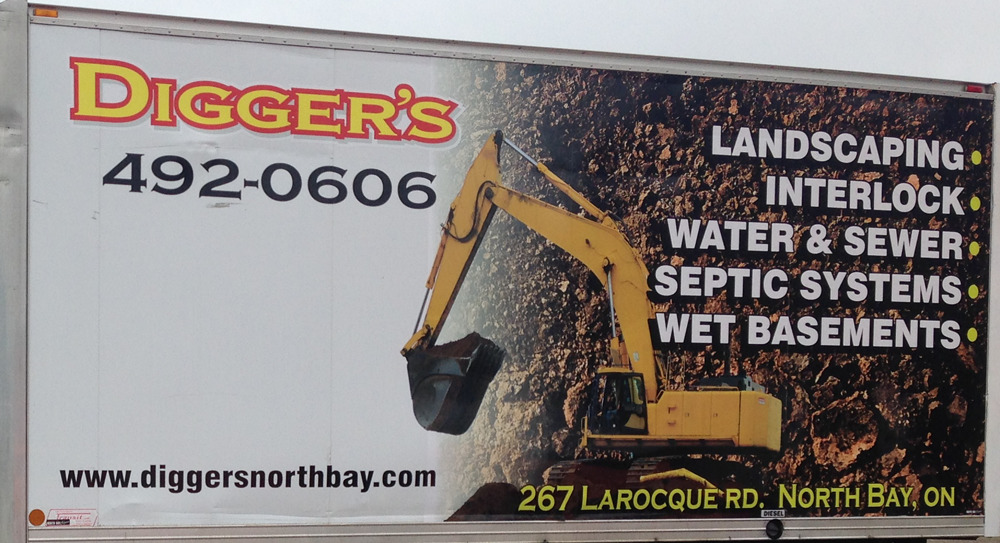 DIGGER'S
492-0606
LANDSCAPING
INTERLOCK
WATER & SEWER
SEPTIC SYSTEMS
WET BASEMENTS
www.diggersnorthbay.com
267 LAROCQUE RD, NORTH BAY, ON
DIESEL